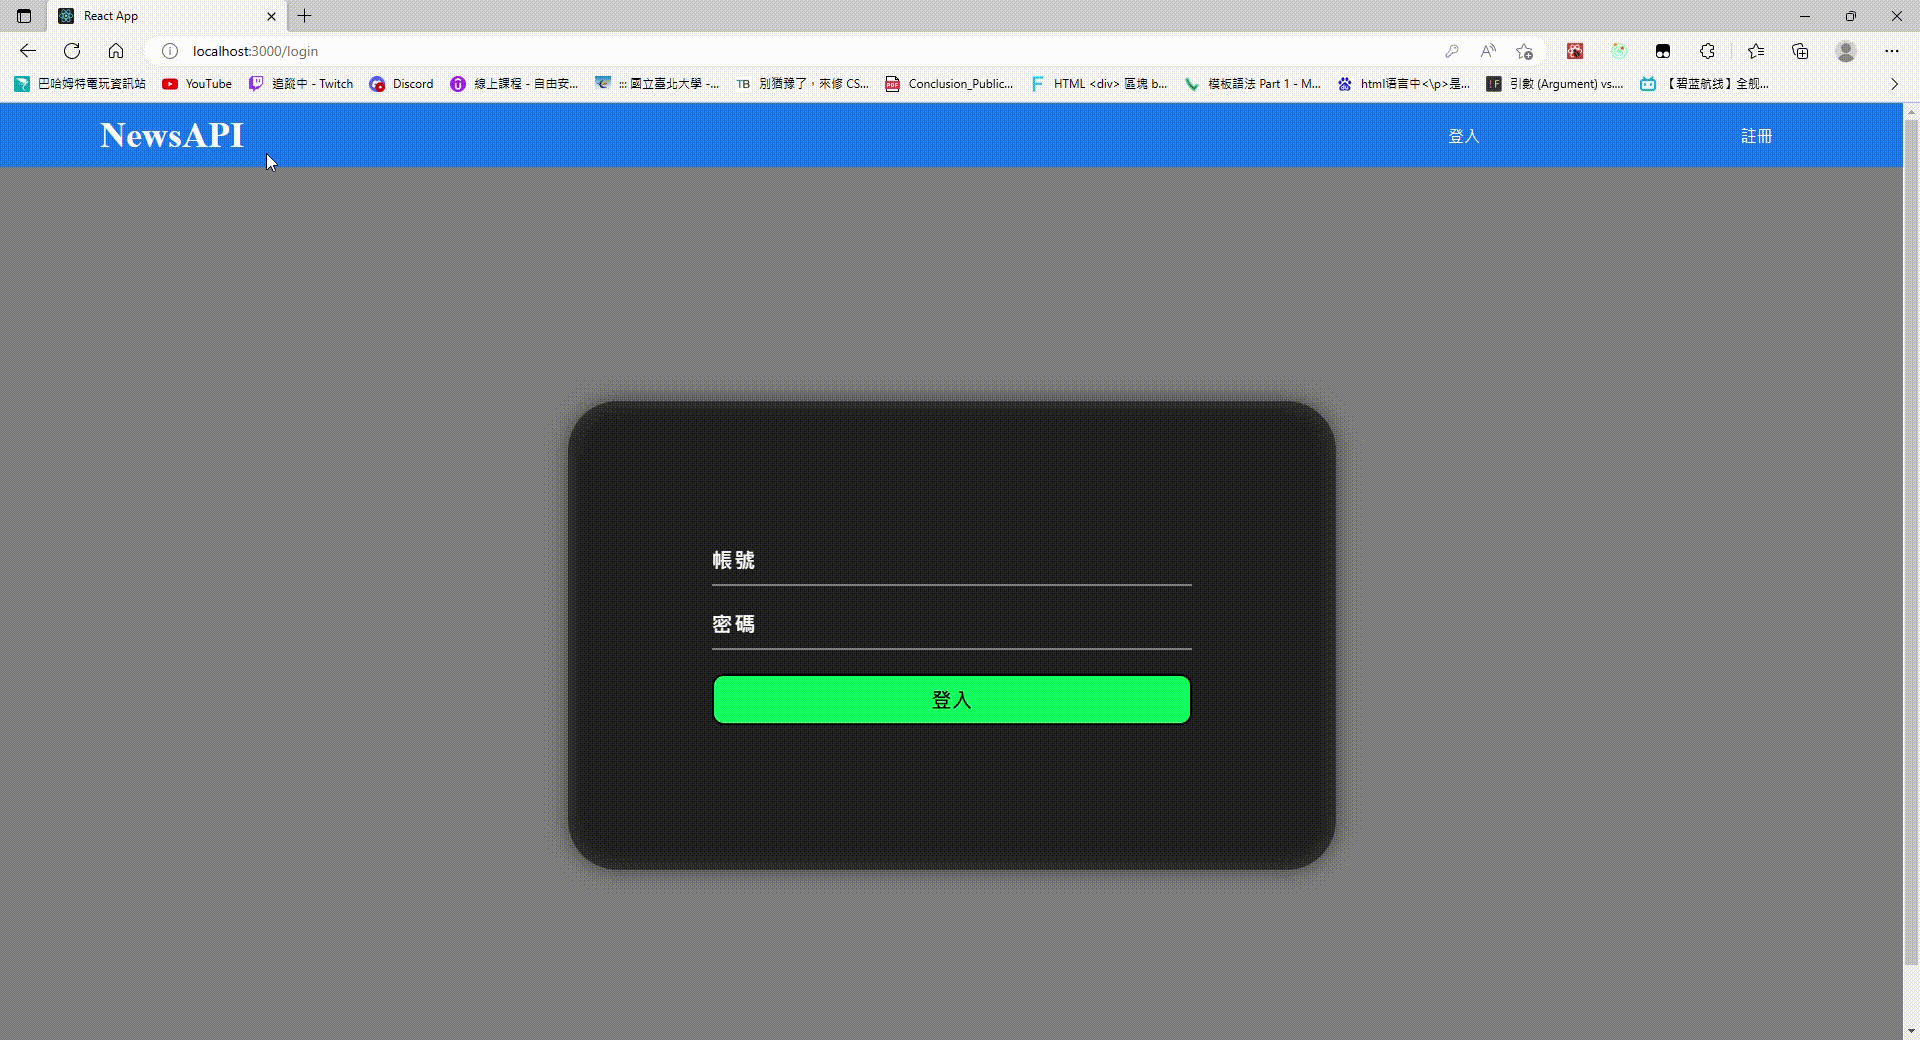 React App
localhost:3000/login
巴哈姆特電玩資訊站 YouTube 追蹤中 - Twitch Discord 線上課程 - 自由安... ::: 國立臺北大學 -... TB 別猶豫了，來修 CS... Conclusion_Public... HTML <div> 區塊 b... 模板語法 Part 1 - M... html语言中<\p>是... 引數 (Argument) vs.... 【碧蓝航线】全舰...
NewsAPI 登入 註冊
帳號
密碼
登入